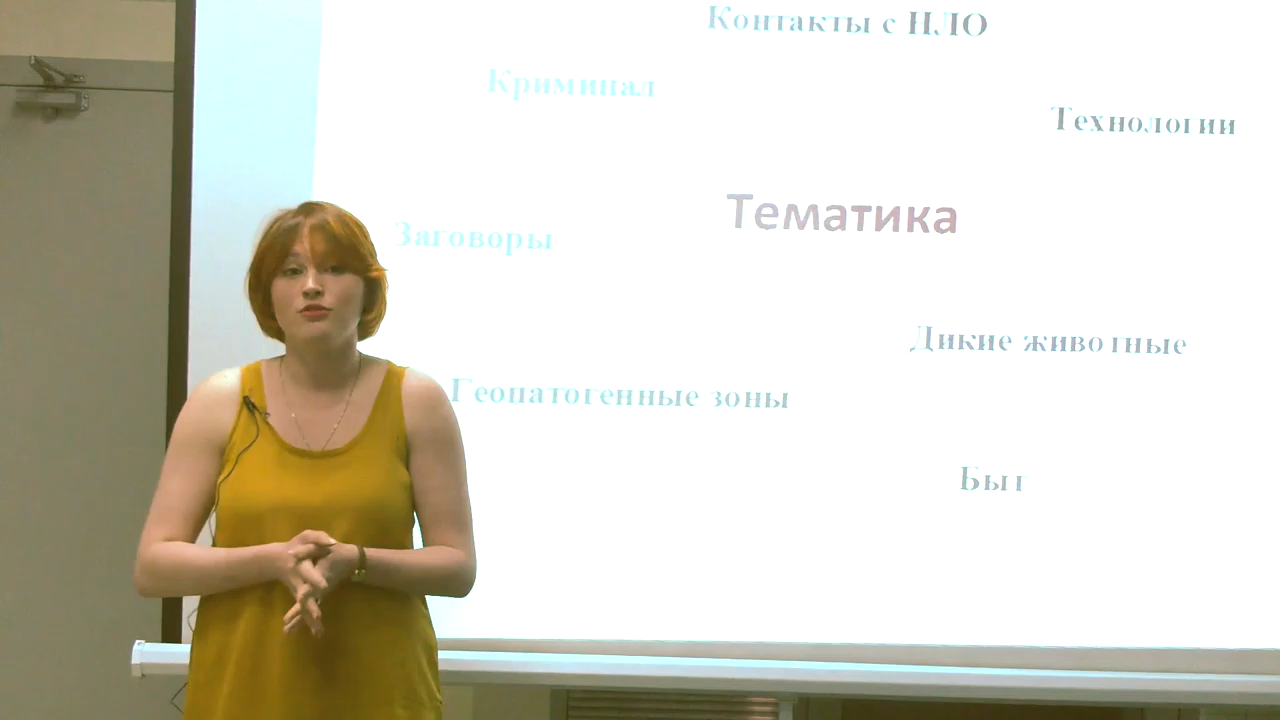 Контакты с НЛО
Криминал
Технологии
Тематика
Заговоры
Дикие животные
Геопатогенные зоны
Быт